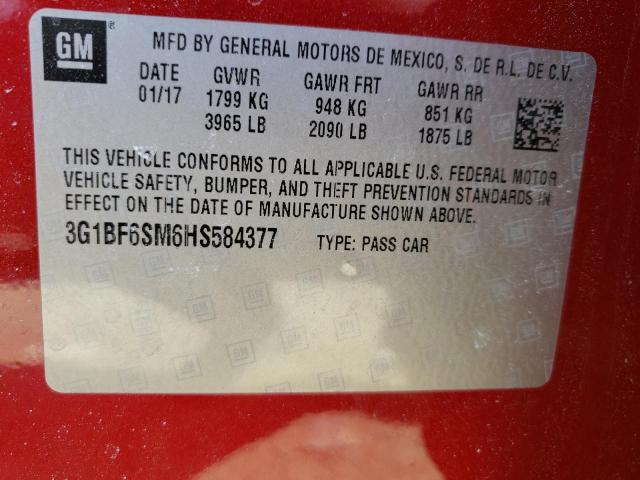 GM
MFD BY GENERAL MOTORS DE MEXICO, S. DE R.L. DE C.V.
DATE GVWR GAWR FRT GAWR RR
01/17 1799 KG 948 KG 851 KG
3965 LB 2090 LB 1875 LB
THIS VEHICLE CONFORMS TO ALL APPLICABLE U.S. FEDERAL MOTOR
VEHICLE SAFETY, BUMPER, AND THEFT PREVENTION STANDARDS IN
EFFECT ON THE DATE OF MANUFACTURE SHOWN ABOVE.
3G1BF6SM6HS584377 TYPE: PASS CAR